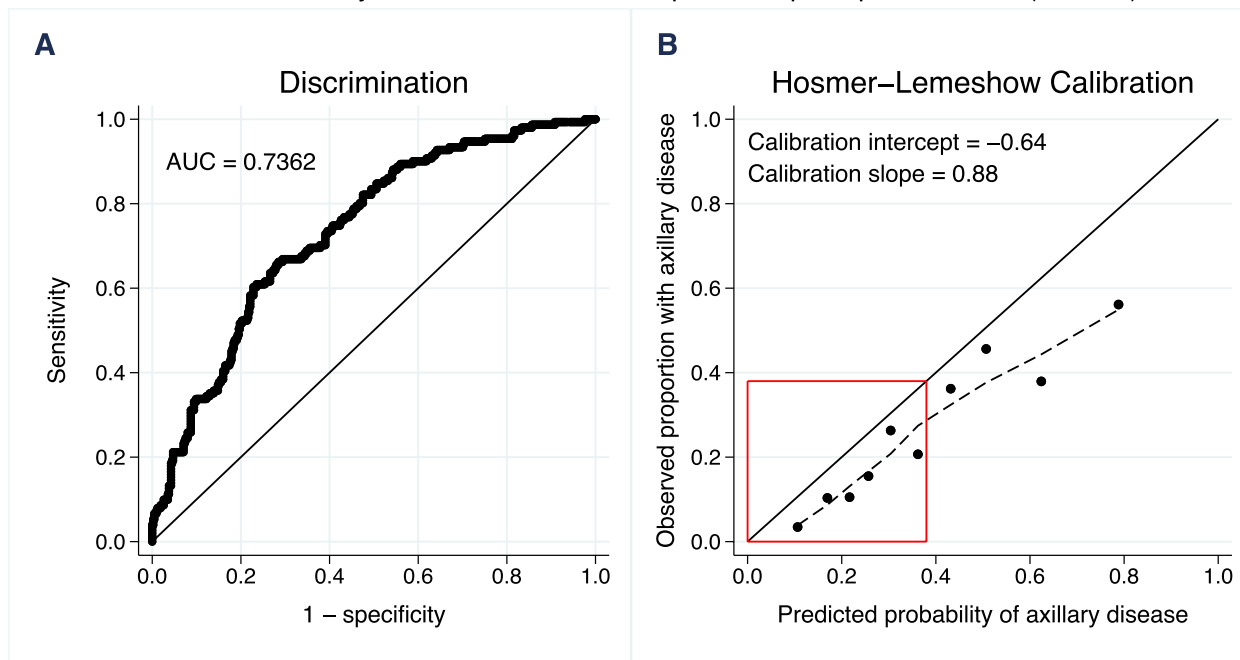 A
Discrimination
1.0
0.8
0.6
0.4
0.2
0.0
Sensitivity
AUC = 0.7362
0.0 0.2 0.4 0.6 0.8 1.0
1 – specificity
B
Hosmer–Lemeshow Calibration
Observed proportion with axillary disease
1.0
0.8
0.6
0.4
0.2
0.0
Calibration intercept = –0.64
Calibration slope = 0.88
0.0 0.2 0.4 0.6 0.8 1.0
Predicted probability of axillary disease